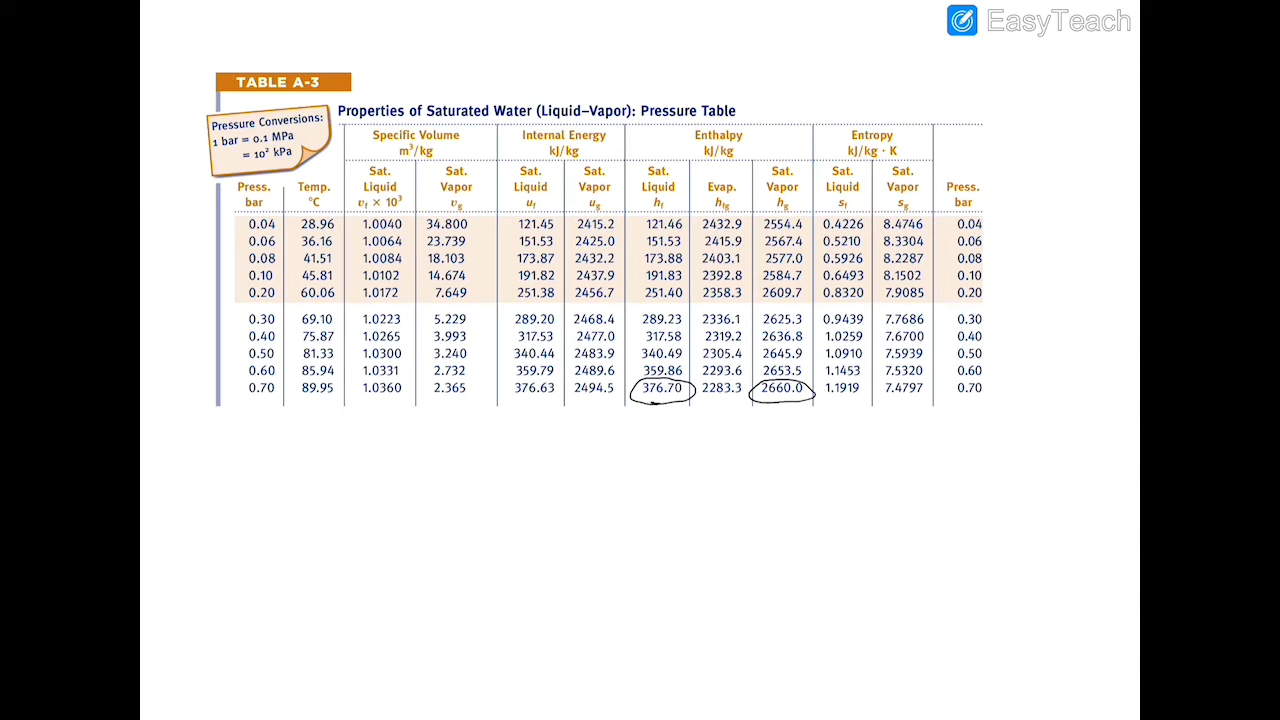 EasyTeach
TABLE A-3
Properties of Saturated Water (Liquid–Vapor): Pressure Table
Pressure Conversions:
1 bar = 0.1 MPa
= 10² kPa
Specific Volume Internal Energy Enthalpy Entropy
m³/kg kJ/kg kJ/kg kJ/kg · K
Sat. Sat. Sat. Sat. Sat. Sat. Sat. Sat.
Press. Temp. Liquid Vapor Liquid Vapor Liquid Evap. Vapor Liquid Vapor Press.
bar °C vf × 10³ vg uf ug hf hfg hg sf sg bar
0.04 28.96 1.0040 34.800 121.45 2415.2 121.46 2432.9 2554.4 0.4226 8.4746 0.04
0.06 36.16 1.0064 23.739 151.53 2425.0 151.53 2415.9 2567.4 0.5210 8.3304 0.06
0.08 41.51 1.0084 18.103 173.87 2432.2 173.88 2403.1 2577.0 0.5926 8.2287 0.08
0.10 45.81 1.0102 14.674 191.82 2437.9 191.83 2392.8 2584.7 0.6493 8.1502 0.10
0.20 60.06 1.0172 7.649 251.38 2456.7 251.40 2358.3 2609.7 0.8320 7.9085 0.20
0.30 69.10 1.0223 5.229 289.20 2468.4 289.23 2336.1 2625.3 0.9439 7.7686 0.30
0.40 75.87 1.0265 3.993 317.53 2477.0 317.58 2319.2 2636.8 1.0259 7.6700 0.40
0.50 81.33 1.0300 3.240 340.44 2483.9 340.49 2305.4 2645.9 1.0910 7.5939 0.50
0.60 85.94 1.0331 2.732 359.79 2489.6 359.86 2293.6 2653.5 1.1453 7.5320 0.60
0.70 89.95 1.0360 2.365 376.63 2494.5 376.70 2283.3 2660.0 1.1919 7.4797 0.70